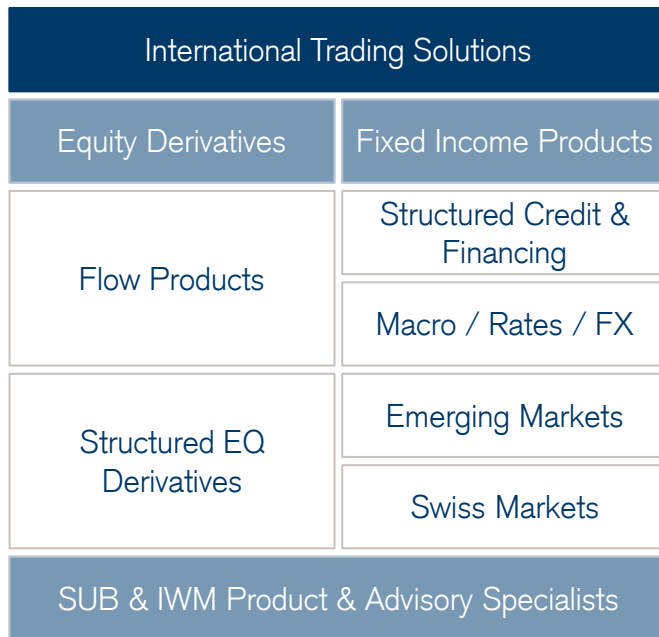 International Trading Solutions
Equity Derivatives
Fixed Income Products
Flow Products
Structured EQ
Derivatives
Structured Credit &
Financing
Macro / Rates / FX
Emerging Markets
Swiss Markets
SUB & IWM Product & Advisory Specialists